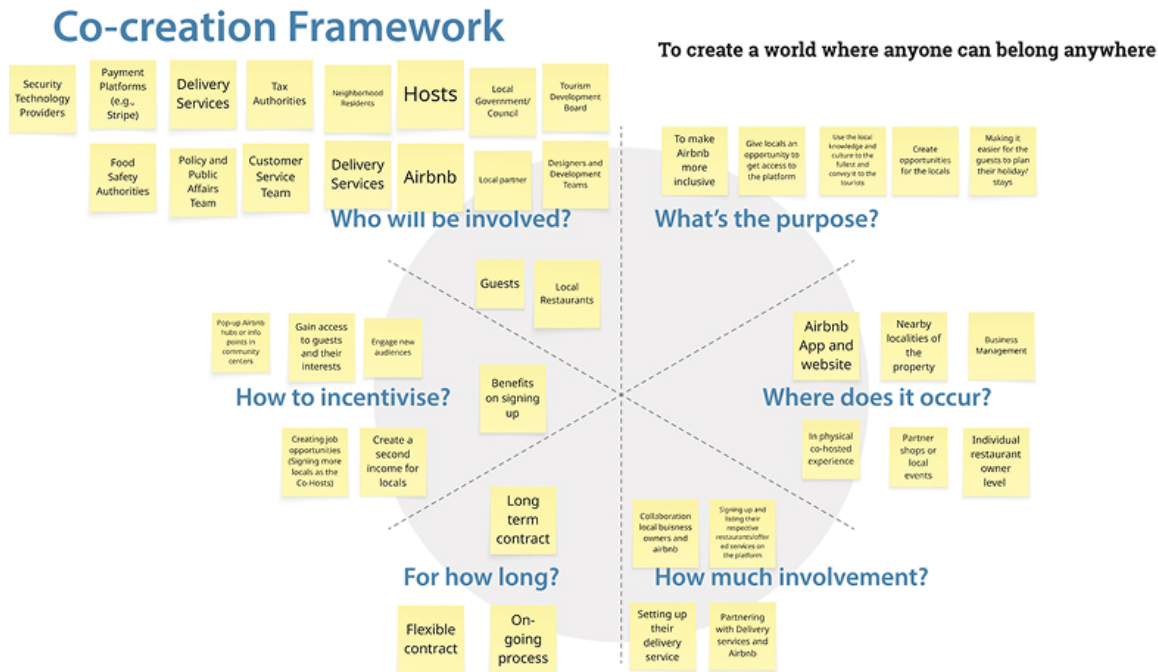 Co-creation Framework
To create a world where anyone can belong anywhere
Security
Technology
Providers
Payment
Platforms
(e.g.,
Stripe)
Delivery
Services
Tax
Authorities
Neighborhood
Residents
Hosts
Local
Government/
Council
Tourism
Development
Board
Food
Safety
Authorities
Policy and
Public
Affairs
Team
Customer
Service
Team
Delivery
Services
Airbnb
Local partner
Designers and
Development
Teams
Who will be involved?
Guests
Local
Restaurants
To make
Airbnb
more
inclusive
Give locals an
opportunity to
get access to
the platform
Use the local
knowledge and
culture to the
fullest and
convey it to the
tourists
Create
opportunities
for the locals
Making it
easier for the
guests to plan
their holiday/
stays
What's the purpose?
Pop-up Airbnb
hubs or info
points in
community
centers
Gain access
to guests
and their
interests
Engage new
audiences
How to incentivise?
Benefits
on signing
up
Creating job
opportunities
(Signing more
locals as the
Co-Hosts)
Create a
second
income for
locals
Airbnb
App and
website
Nearby
localities of
the
property
Business
Management
Where does it occur?
In physical
co-hosted
experience
Partner
shops or
local
events
Individual
restaurant
owner
level
Long
term
contract
For how long?
Flexible
contract
On-
going
process
Collaboration
local buisness
owners and
airbnb
Signing up and
listing their
respective
restaurants/offer
ed services on
the platform
How much involvement?
Setting up
their
delivery
service
Partnering
with Delivery
services and
Airbnb